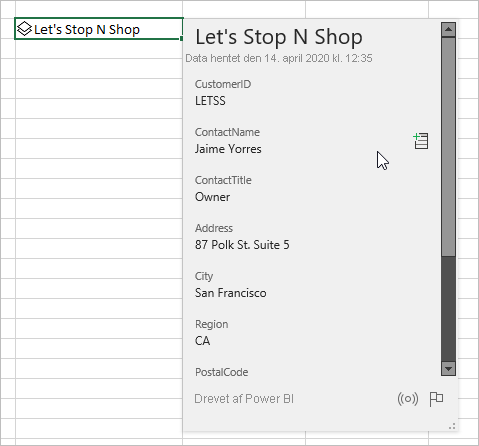 Let's Stop N Shop
Let's Stop N Shop
Data hentet den 14. april 2020 kl. 12:35
CustomerID
LETSS
ContactName
Jaime Yorres
ContactTitle
Owner
Address
87 Polk St. Suite 5
City
San Francisco
Region
CA
PostalCode
Drevet af Power BI